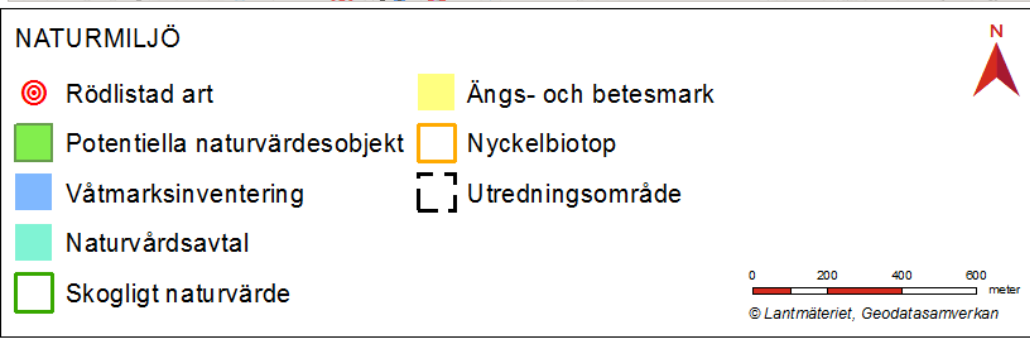 NATURMILJÖ
N
Rödlistad art
Ängs- och betesmark
Potentiella naturvärdesobjekt
Nyckelbiotop
Våtmarksinventering
Utredningsområde
Naturvårdsavtal
Skogligt naturvärde
0 200 400 600
meter
© Lantmäteriet, Geodatasamverkan